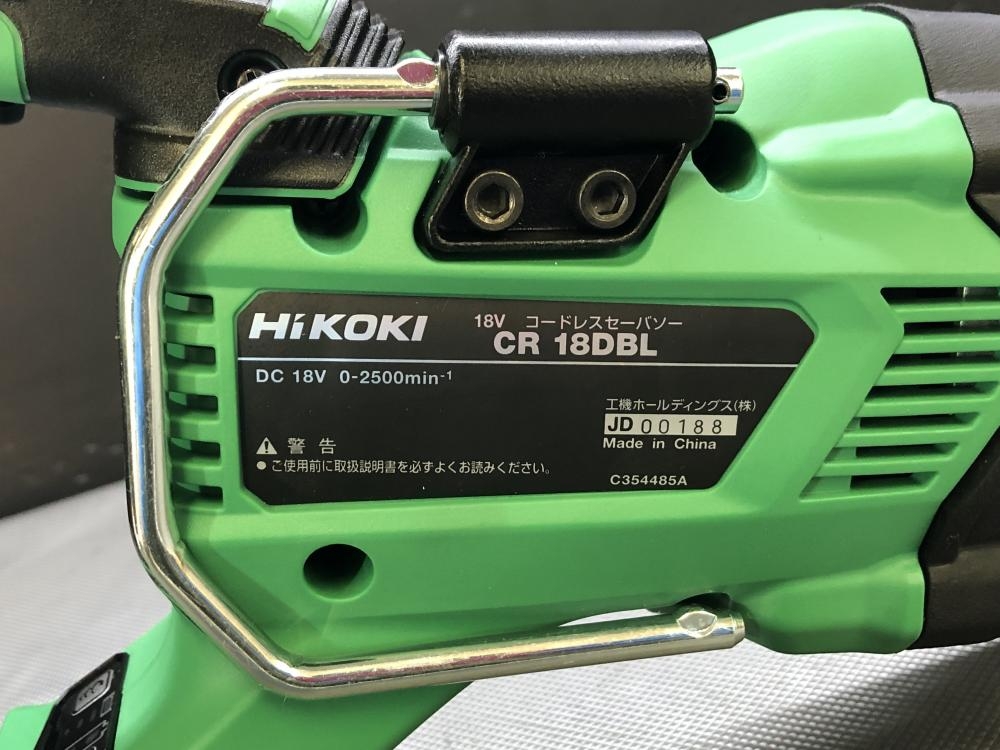 HiKOKI
18V コードレスセーバソー
CR 18DBL
DC 18V 0-2500min-1
工機ホールディングス(株)
JD 00188
Made in China
警告
● ご使用前に取扱説明書を必ずよくお読みください。
C354485A